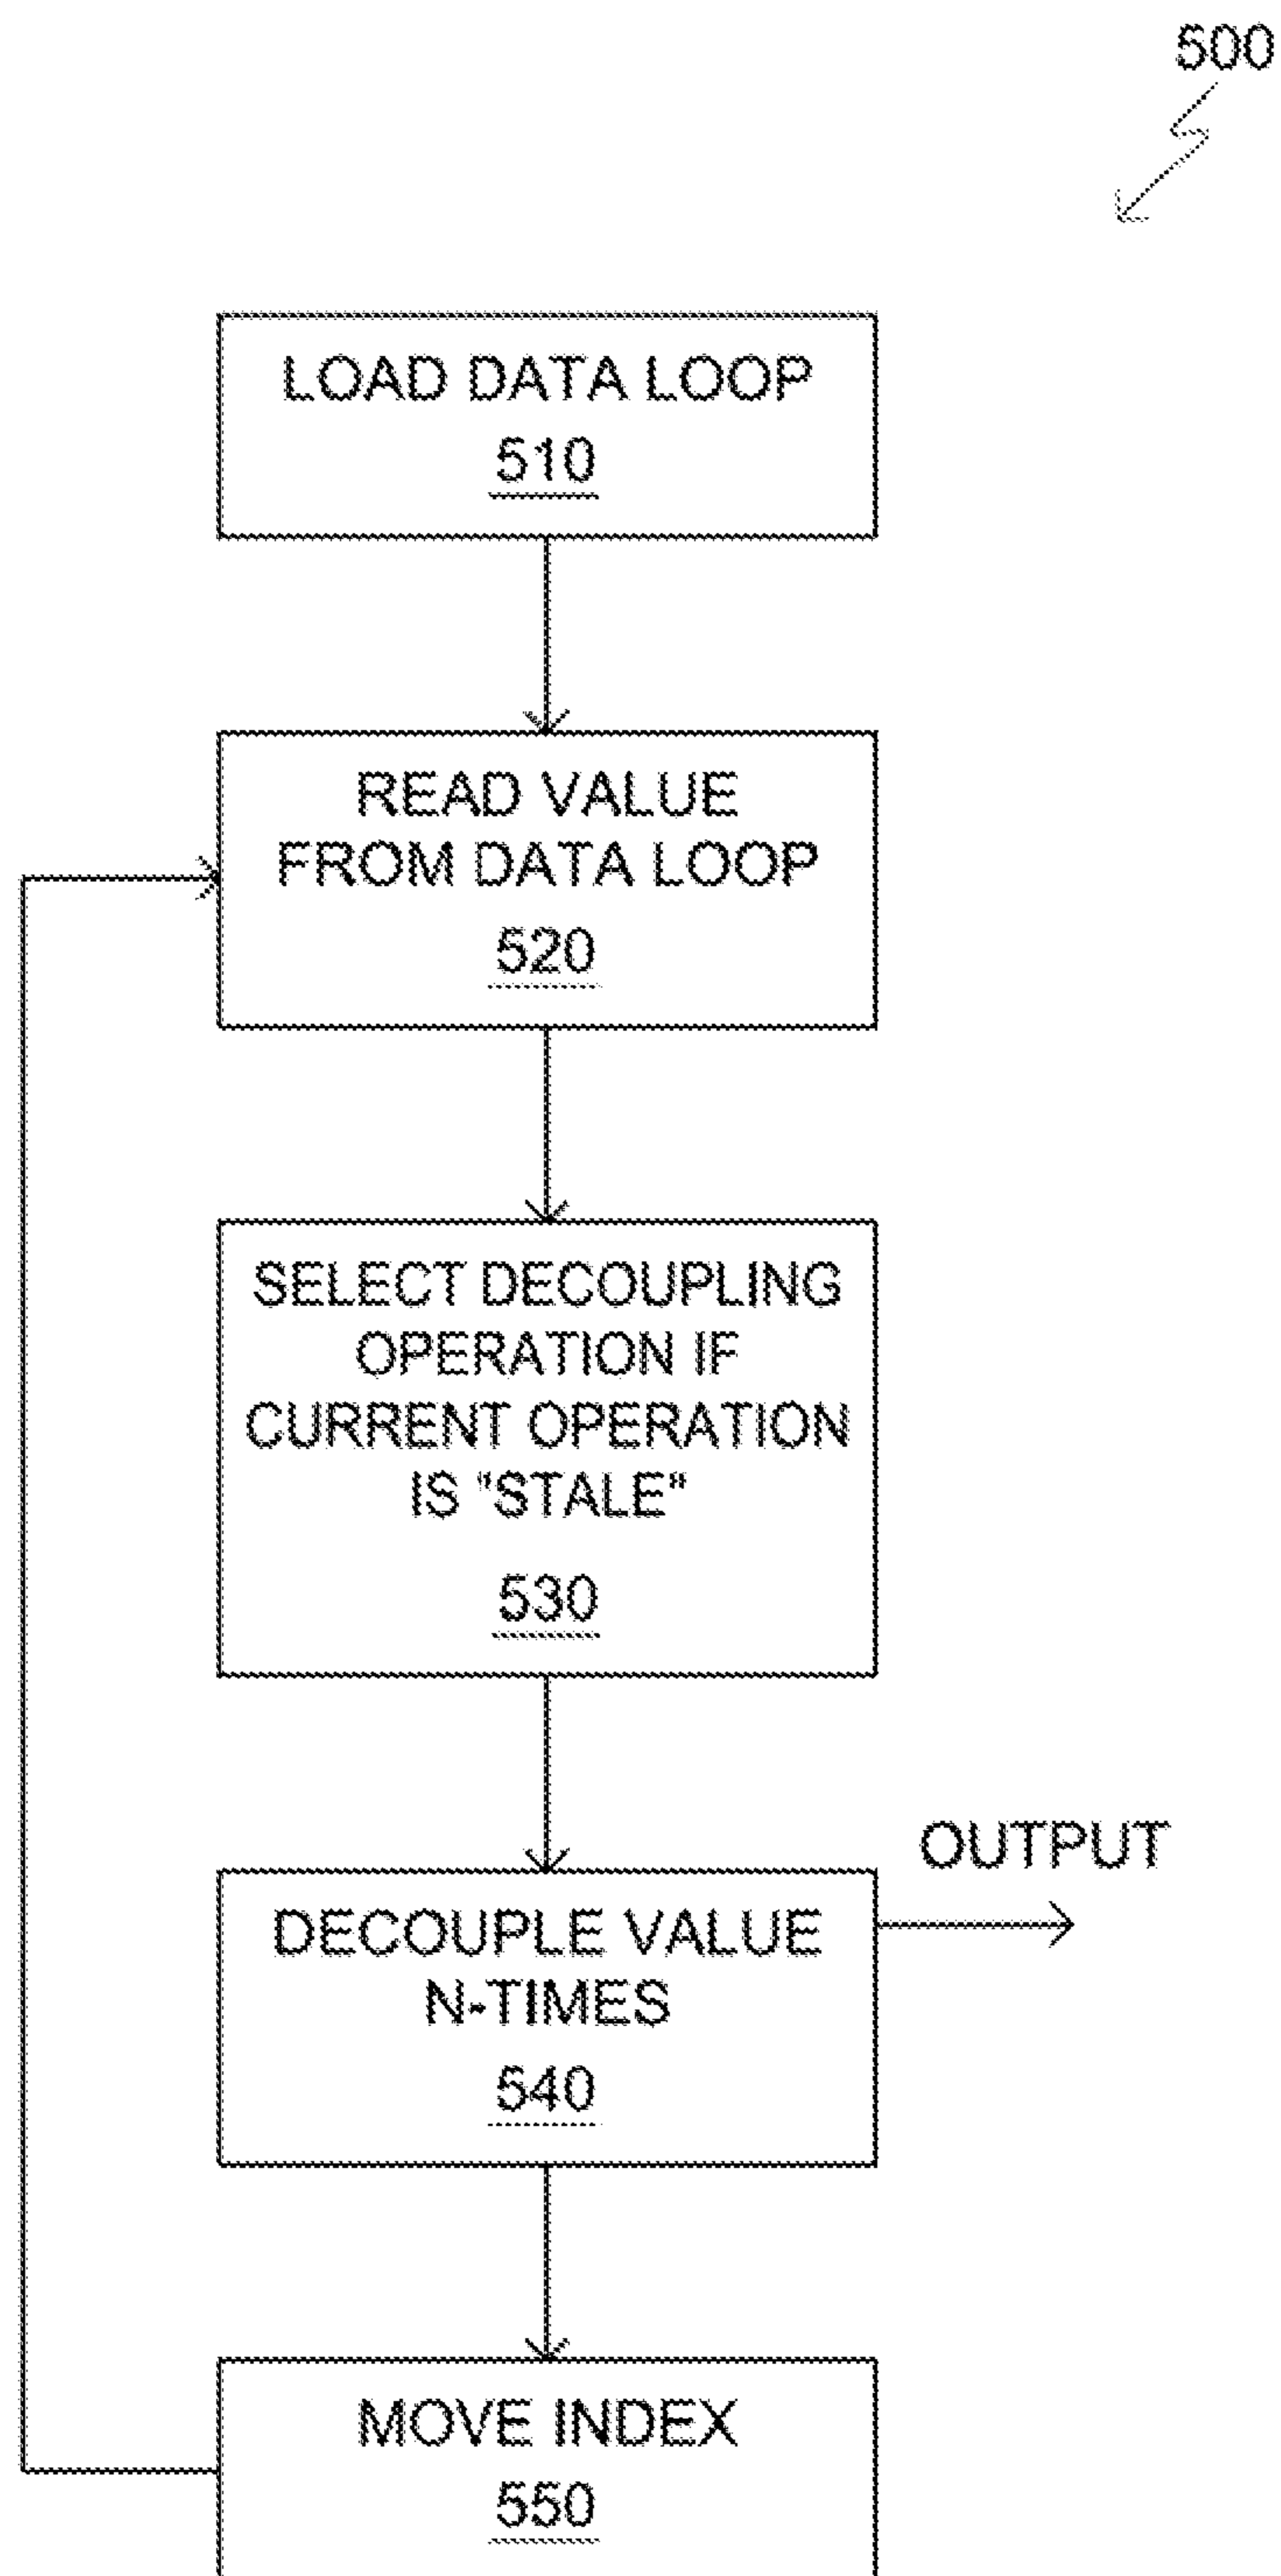 500
LOAD DATA LOOP
510
READ VALUE
FROM DATA LOOP
520
SELECT DECOUPLING
OPERATION IF
CURRENT OPERATION
IS "STALE"
530
OUTPUT
DECOUPLE VALUE
N-TIMES
540
MOVE INDEX
550